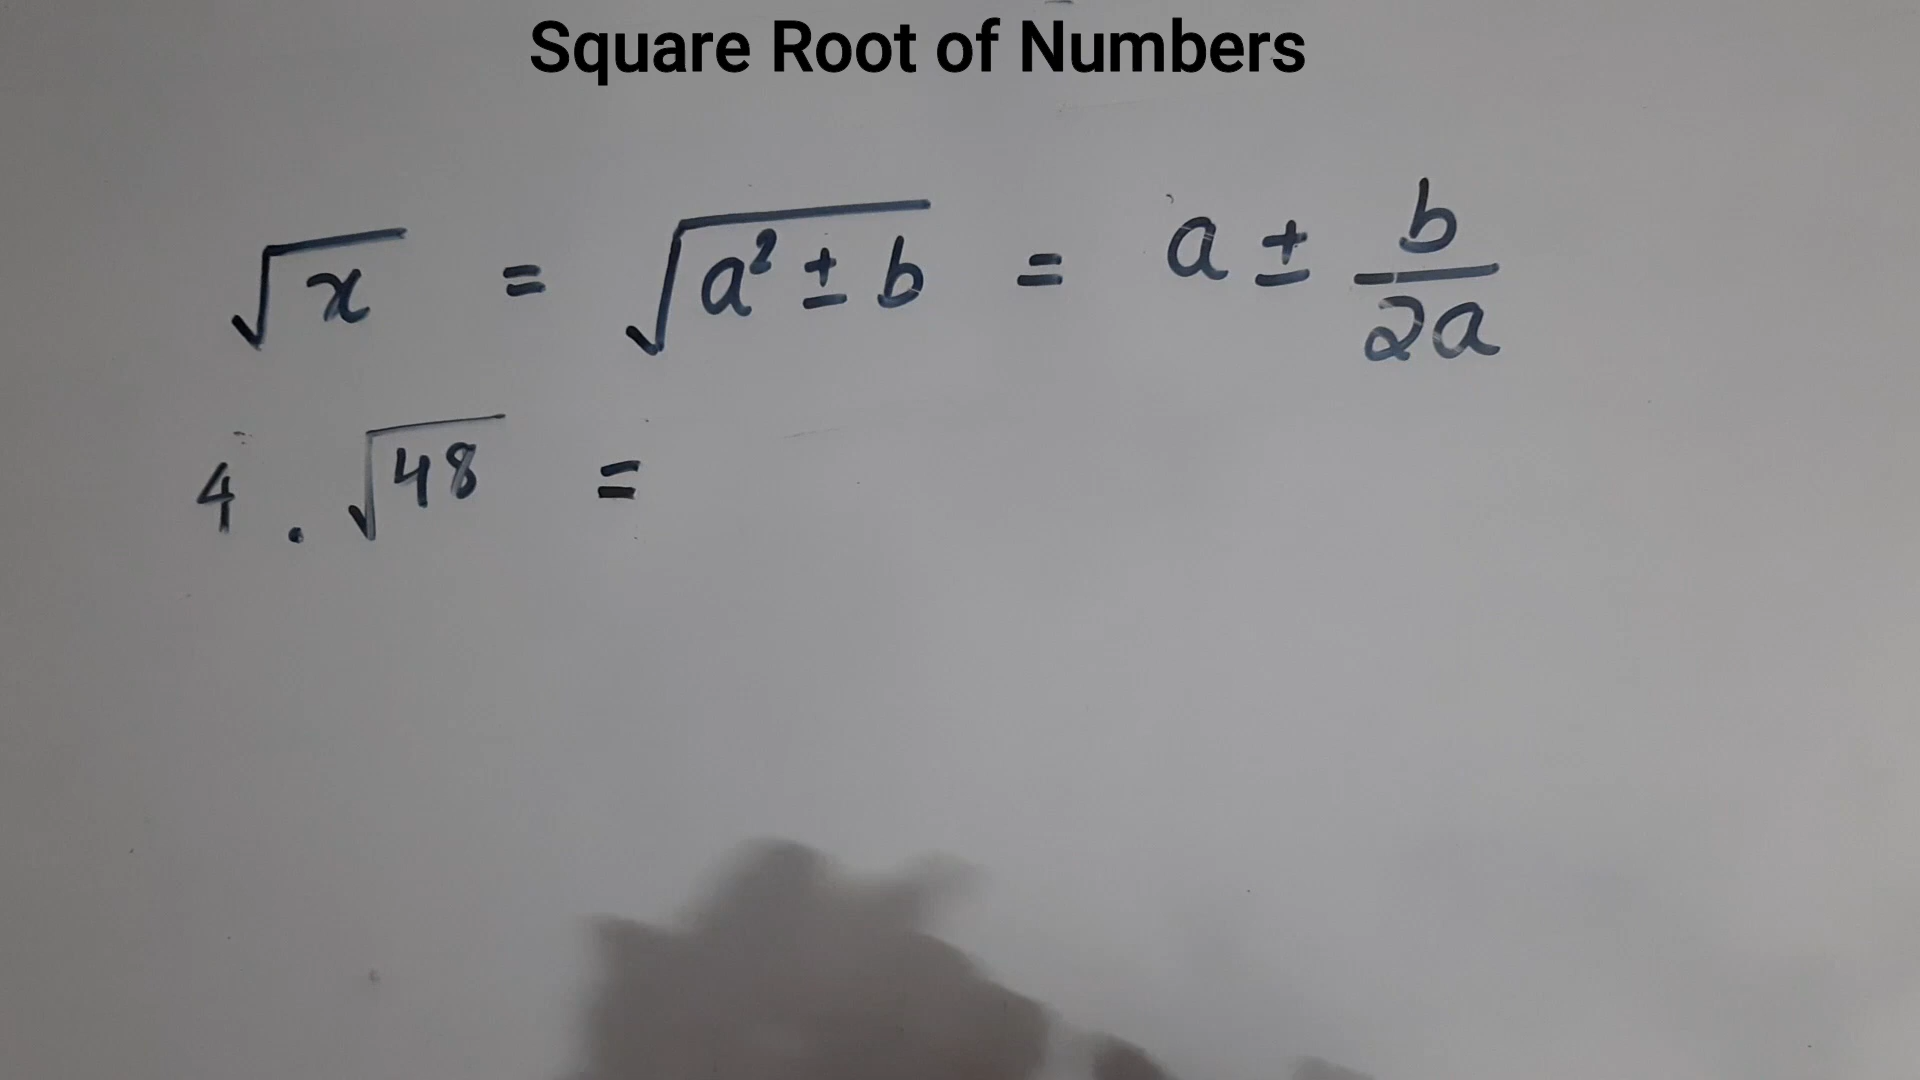 Square Root of Numbers
√x = √(a² ± b) = a ± b/2a
4 . √48 =